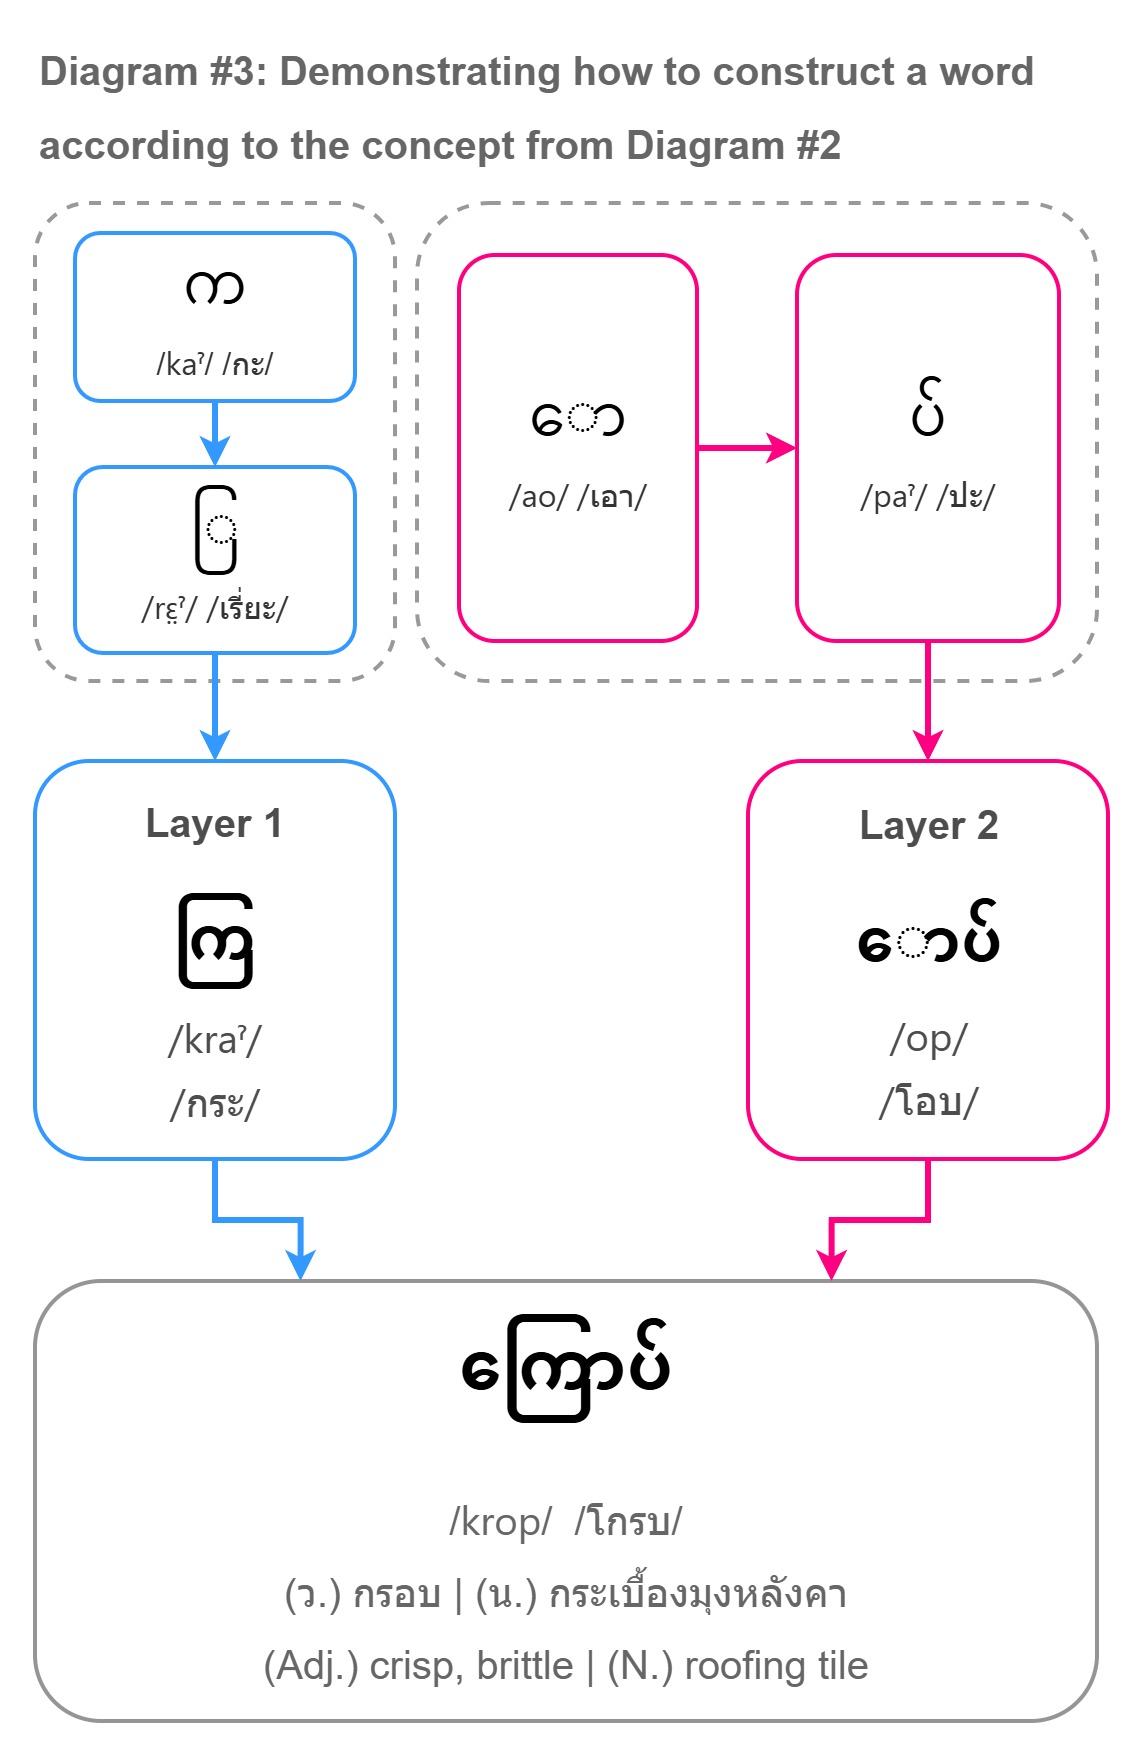 Diagram #3: Demonstrating how to construct a word
according to the concept from Diagram #2
က
/kaˀ/ /กะ/
ြ
/rɛ̤ˀ/ /เรี่ยะ/
ော
/ao/ /เอา/
ပ်
/paˀ/ /ปะ/
Layer 1
ကြ
/kraˀ/
/กระ/
Layer 2
ောပ်
/op/
/โอบ/
ကြောပ်
/krop/ /โกรบ/
(ว.) กรอบ | (น.) กระเบื้องมุงหลังคา
(Adj.) crisp, brittle | (N.) roofing tile